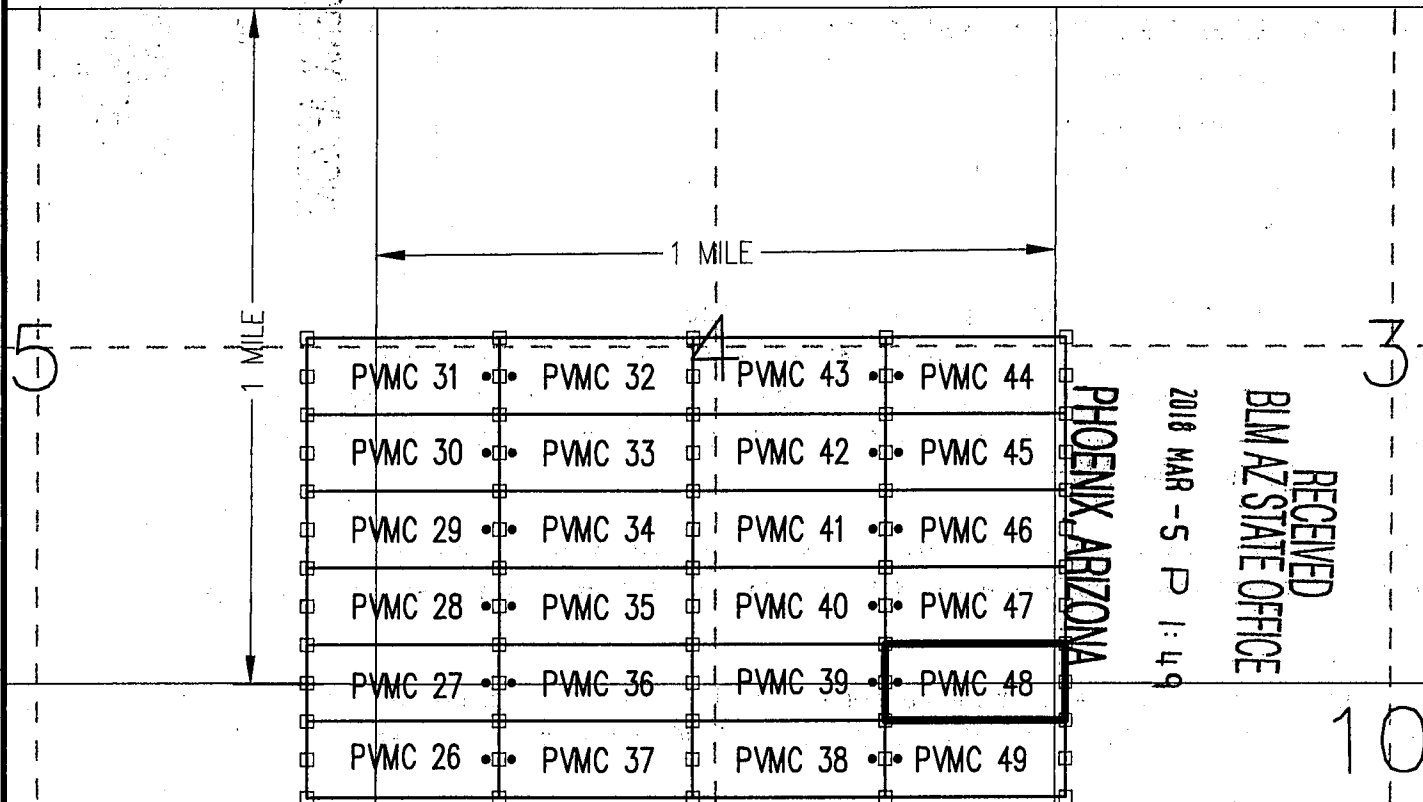 1 MILE
1 MILE
5
4
3
PVMC 31
PVMC 32
PVMC 43
PVMC 44
PVMC 30
PVMC 33
PVMC 42
PVMC 45
PVMC 29
PVMC 34
PVMC 41
PVMC 46
PVMC 28
PVMC 35
PVMC 40
PVMC 47
PVMC 27
PVMC 36
PVMC 39
PVMC 48
PVMC 26
PVMC 37
PVMC 38
PVMC 49
10
RECEIVED
BLM AZ STATE OFFICE
2018 MAR -5 P 1:49
PHOENIX ARIZONA